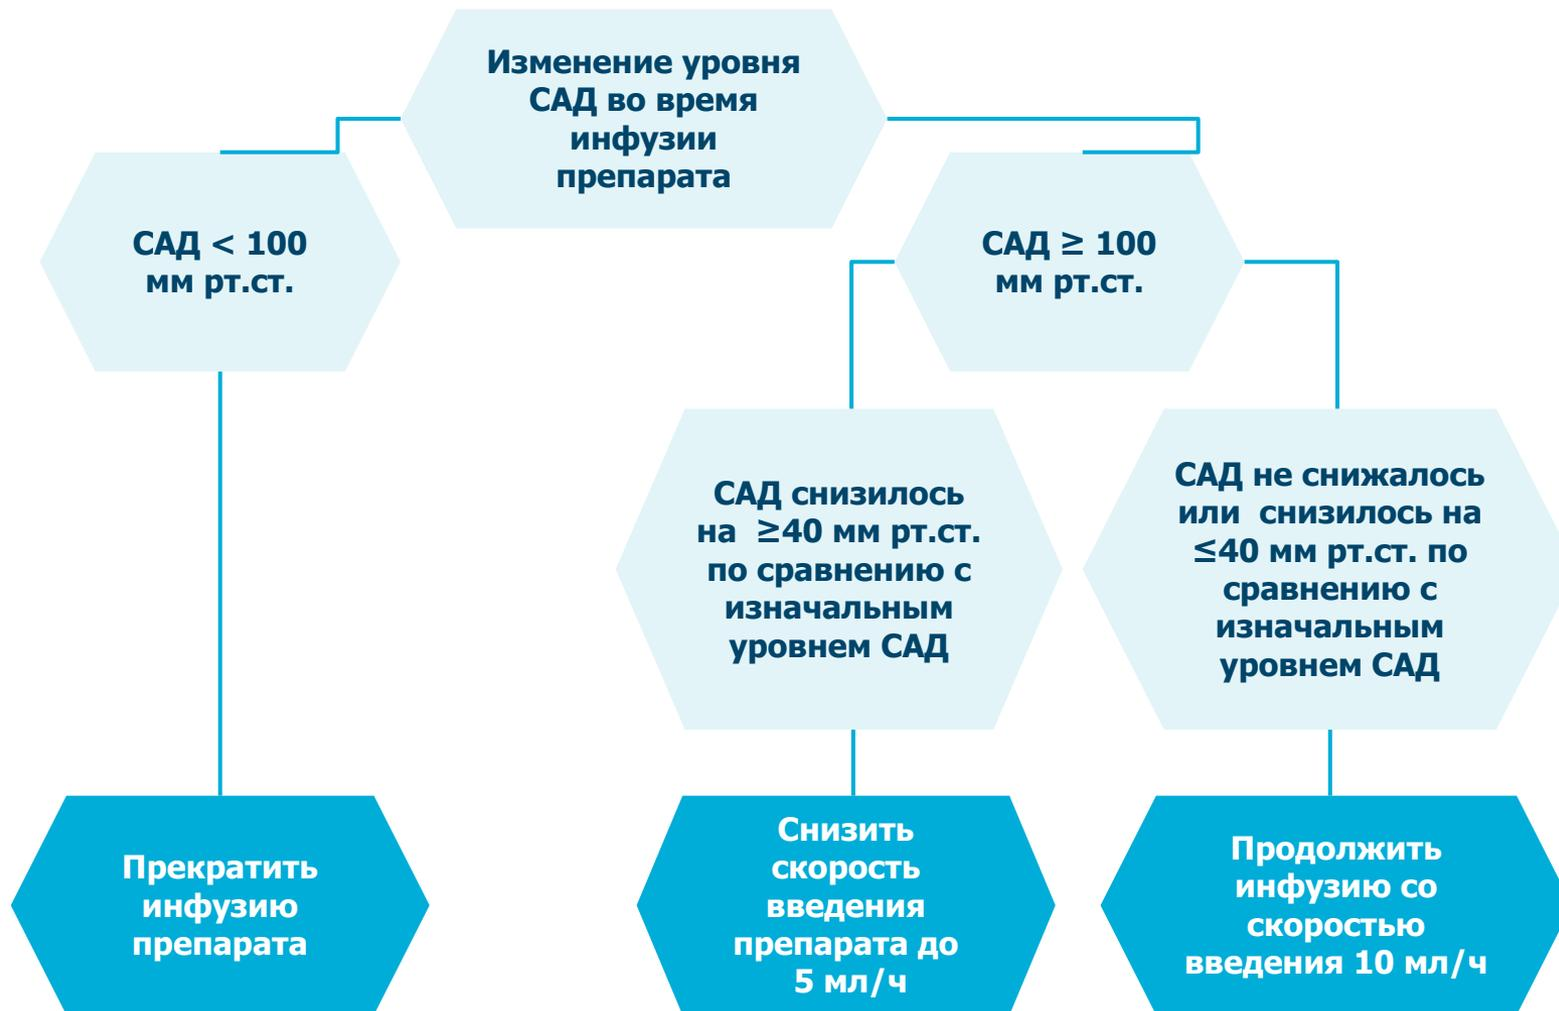 Изменение уровня
САД во время
инфузии
препарата
САД < 100
мм рт.ст.
САД ≥ 100
мм рт.ст.
САД снизилось
на ≥40 мм рт.ст.
по сравнению с
изначальным
уровнем САД
САД не снижалось
или снизилось на
≤40 мм рт.ст. по
сравнению с
изначальным
уровнем САД
Прекратить
инфузию
препарата
Снизить
скорость
введения
препарата до
5 мл/ч
Продолжить
инфузию со
скоростью
введения 10 мл/ч